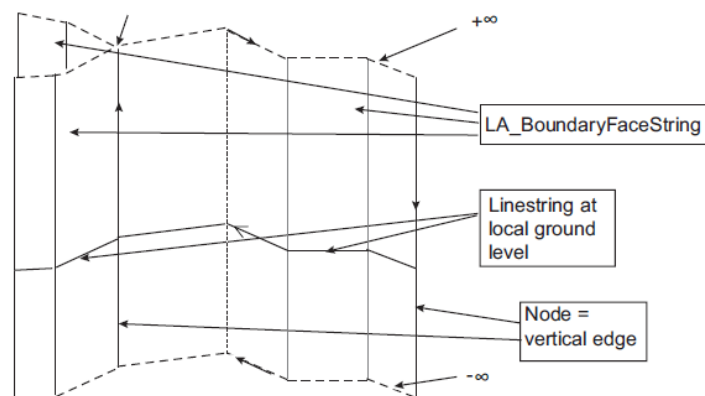 +∞
LA_BoundaryFaceString
Linestring at
local ground
level
Node =
vertical edge
-∞